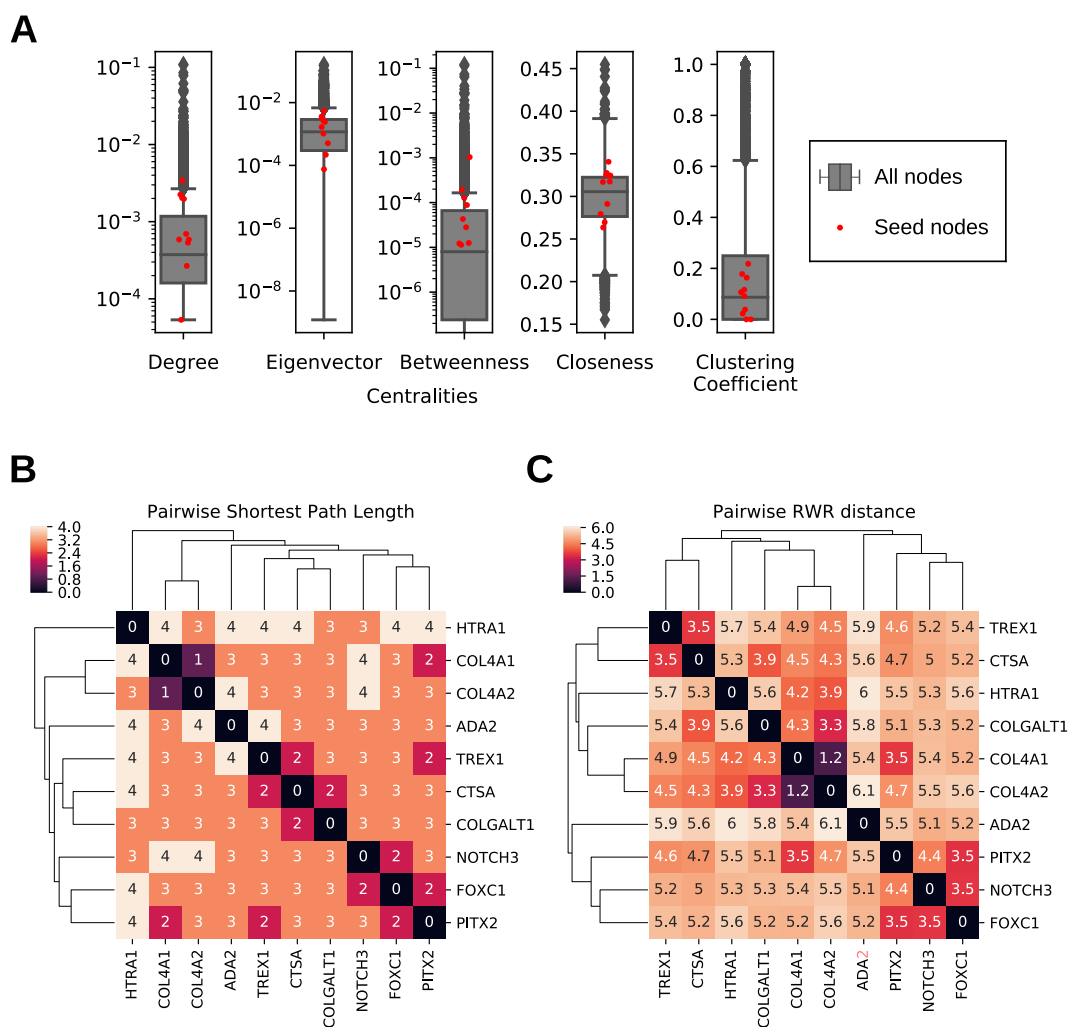 A
10⁻¹ 10⁻² 10⁻³ 10⁻⁴
10⁻² 10⁻⁴ 10⁻⁶ 10⁻⁸
10⁻¹ 10⁻² 10⁻³ 10⁻⁴ 10⁻⁵ 10⁻⁶
0.45 0.40 0.35 0.30 0.25 0.20 0.15
1.0 0.8 0.6 0.4 0.2 0.0
All nodes
Seed nodes
Degree Eigenvector Betweenness Closeness Clustering
Coefficient
Centralities
B
Pairwise Shortest Path Length
4.0
3.2
2.4
1.6
0.8
0.0
0 4 3 4 4 4 3 3 4 4 HTRA1
4 0 1 3 3 3 3 4 3 2 COL4A1
3 1 0 4 3 3 3 4 3 3 COL4A2
4 3 4 0 4 3 3 3 3 3 ADA2
4 3 3 4 0 2 3 3 3 2 TREX1
4 3 3 3 2 0 2 3 3 3 CTSA
3 3 3 3 3 2 0 3 3 3 COLGALT1
3 4 4 3 3 3 3 0 2 3 NOTCH3
4 3 3 3 3 3 3 2 0 2 FOXC1
4 2 3 3 2 3 3 3 2 0 PITX2
HTRA1 COL4A1 COL4A2 ADA2 TREX1 CTSA COLGALT1 NOTCH3 FOXC1 PITX2
C
Pairwise RWR distance
6.0
4.5
3.0
1.5
0.0
0 3.5 5.7 5.4 4.9 4.5 5.9 4.6 5.2 5.4 TREX1
3.5 0 5.3 3.9 4.5 4.3 5.6 4.7 5 5.2 CTSA
5.7 5.3 0 5.6 4.2 3.9 6 5.5 5.3 5.6 HTRA1
5.4 3.9 5.6 0 4.3 3.3 5.8 5.1 5.3 5.2 COLGALT1
4.9 4.5 4.2 4.3 0 1.2 5.4 3.5 5.4 5.2 COL4A1
4.5 4.3 3.9 3.3 1.2 0 6.1 4.7 5.5 5.6 COL4A2
5.9 5.6 6 5.8 5.4 6.1 0 5.5 5.1 5.2 ADA2
4.6 4.7 5.5 5.1 3.5 4.7 5.5 0 4.4 3.5 PITX2
5.2 5 5.3 5.3 5.4 5.5 5.1 4.4 0 3.5 NOTCH3
5.4 5.2 5.6 5.2 5.2 5.6 5.2 3.5 3.5 0 FOXC1
TREX1 CTSA HTRA1 COLGALT1 COL4A1 COL4A2 ADA2 PITX2 NOTCH3 FOXC1